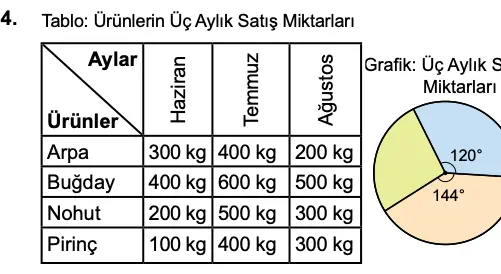 4. Tablo: Ürünlerin Üç Aylık Satış Miktarları
Aylar
Ürünler
Haziran
Temmuz
Ağustos
Arpa 300 kg 400 kg 200 kg
Buğday 400 kg 600 kg 500 kg
Nohut 200 kg 500 kg 300 kg
Pirinç 100 kg 400 kg 300 kg
Grafik: Üç Aylık S
Miktarları
120°
144°